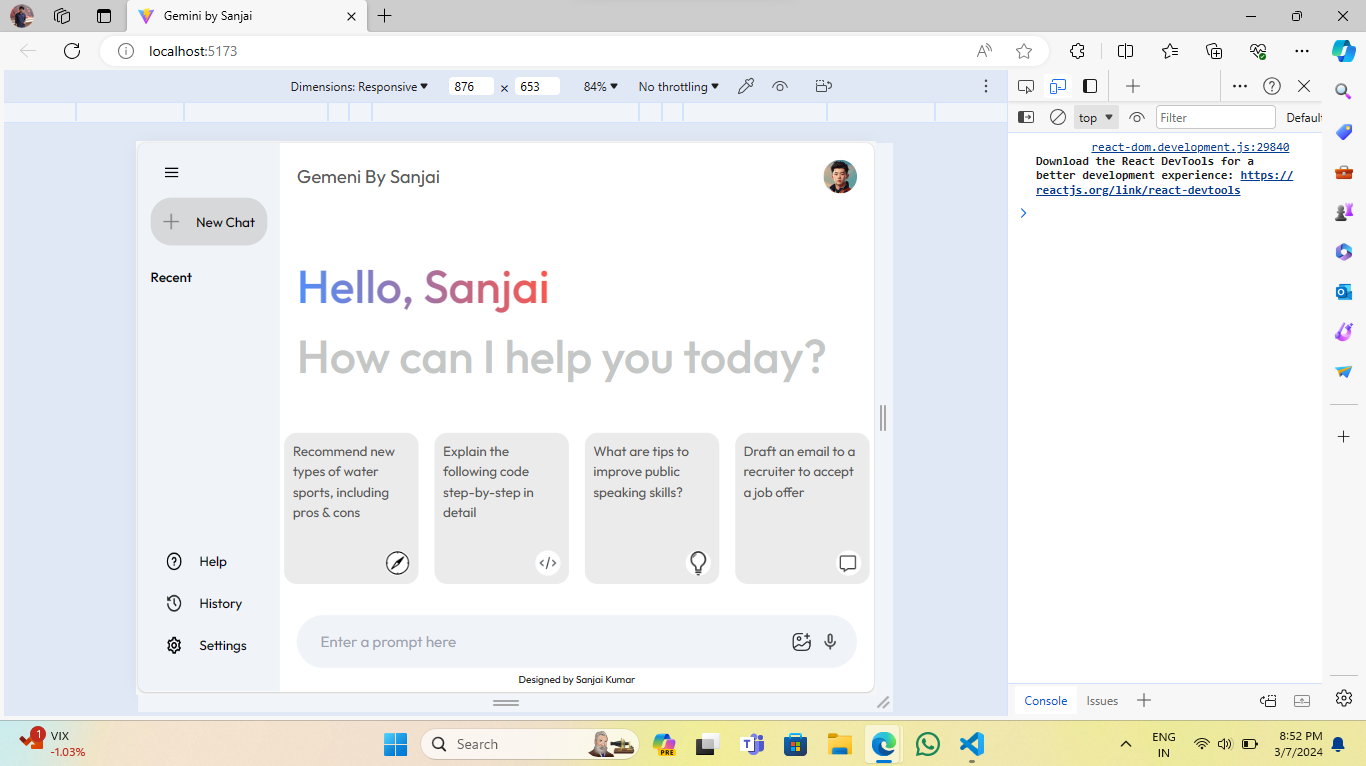 Gemini by Sanjai
localhost:5173
Dimensions: Responsive 876 x 653 84% No throttling
top Filter Defaul
react-dom.development.js:29840
Download the React DevTools for a
better development experience: https://
reactjs.org/link/react-devtools
Gemeni By Sanjai
New Chat
Recent
Hello, Sanjai
How can I help you today?
Recommend new
types of water
sports, including
pros & cons
Explain the
following code
step-by-step in
detail
What are tips to
improve public
speaking skills?
Draft an email to a
recruiter to accept
a job offer
Help
History
Settings
Enter a prompt here
Designed by Sanjai Kumar
Console Issues
1
VIX
-1.03%
Search
PRE
ENG
IN
8:52 PM
3/7/2024